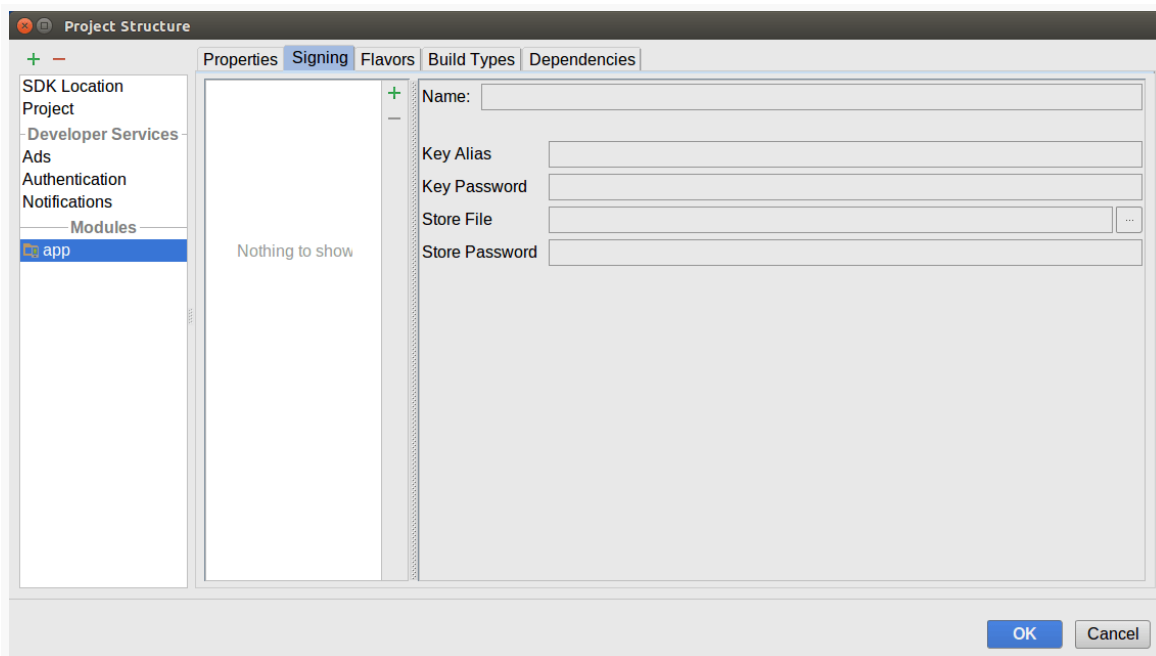 Project Structure
Properties Signing Flavors Build Types Dependencies
SDK Location
Project
Developer Services
Ads
Authentication
Notifications
Modules
app
Nothing to show
Name:
Key Alias
Key Password
Store File
...
Store Password
OK Cancel